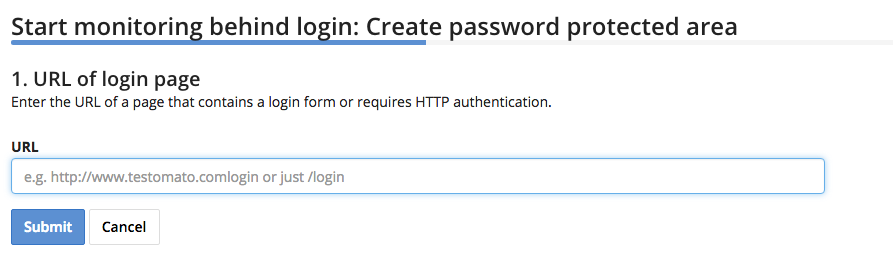 Start monitoring behind login: Create password protected area
1. URL of login page
Enter the URL of a page that contains a login form or requires HTTP authentication.
URL
e.g. http://www.testomato.comlogin or just /login
Submit Cancel